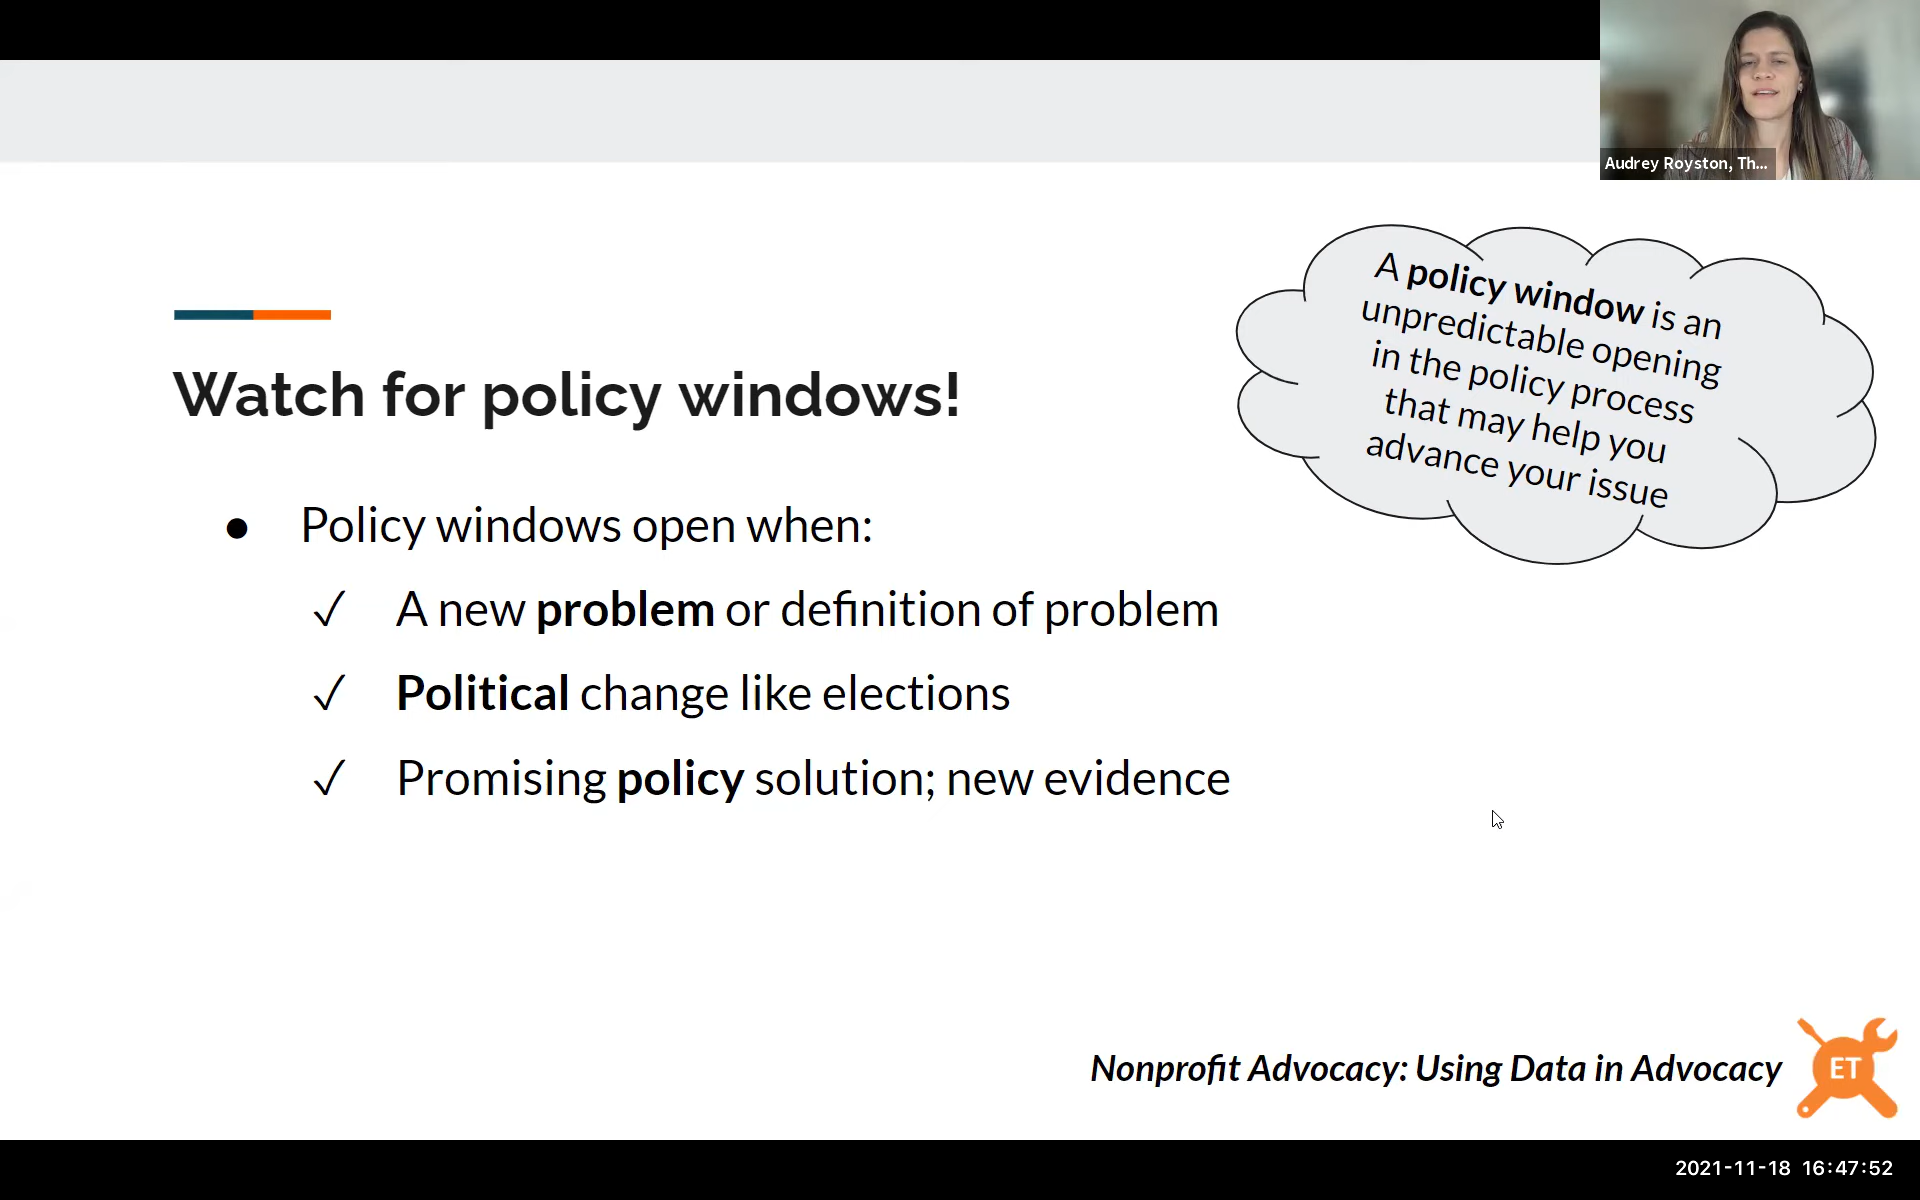 Audrey Royston, Th...
A policy window is an
unpredictable opening
in the policy process
that may help you
advance your issue
Watch for policy windows!
● Policy windows open when:
✓ A new problem or definition of problem
✓ Political change like elections
✓ Promising policy solution; new evidence
Nonprofit Advocacy: Using Data in Advocacy
ET
2021-11-18 16:47:52